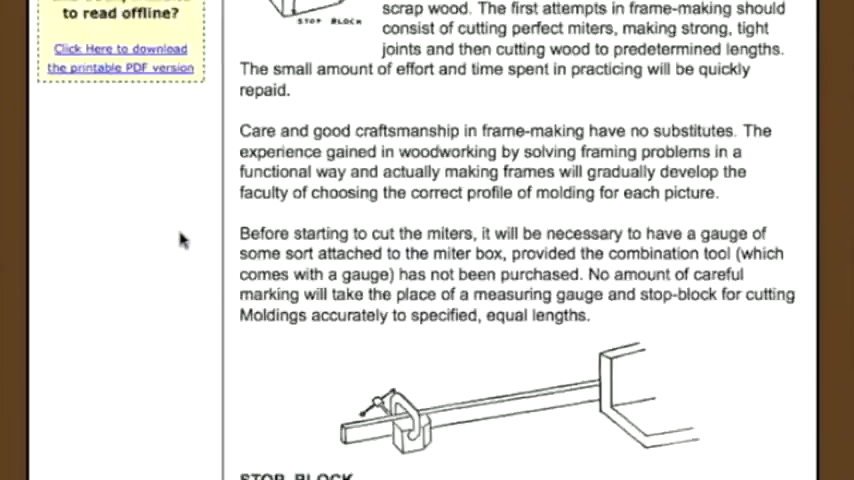 to read offline?
Click Here to download
the printable PDF version
STOP BLOCK
scrap wood. The first attempts in frame-making should
consist of cutting perfect miters, making strong, tight
joints and then cutting wood to predetermined lengths.
The small amount of effort and time spent in practicing will be quickly
repaid.
Care and good craftsmanship in frame-making have no substitutes. The
experience gained in woodworking by solving framing problems in a
functional way and actually making frames will gradually develop the
faculty of choosing the correct profile of molding for each picture.
Before starting to cut the miters, it will be necessary to have a gauge of
some sort attached to the miter box, provided the combination tool (which
comes with a gauge) has not been purchased. No amount of careful
marking will take the place of a measuring gauge and stop-block for cutting
Moldings accurately to specified, equal lengths.
STOP BLOCK